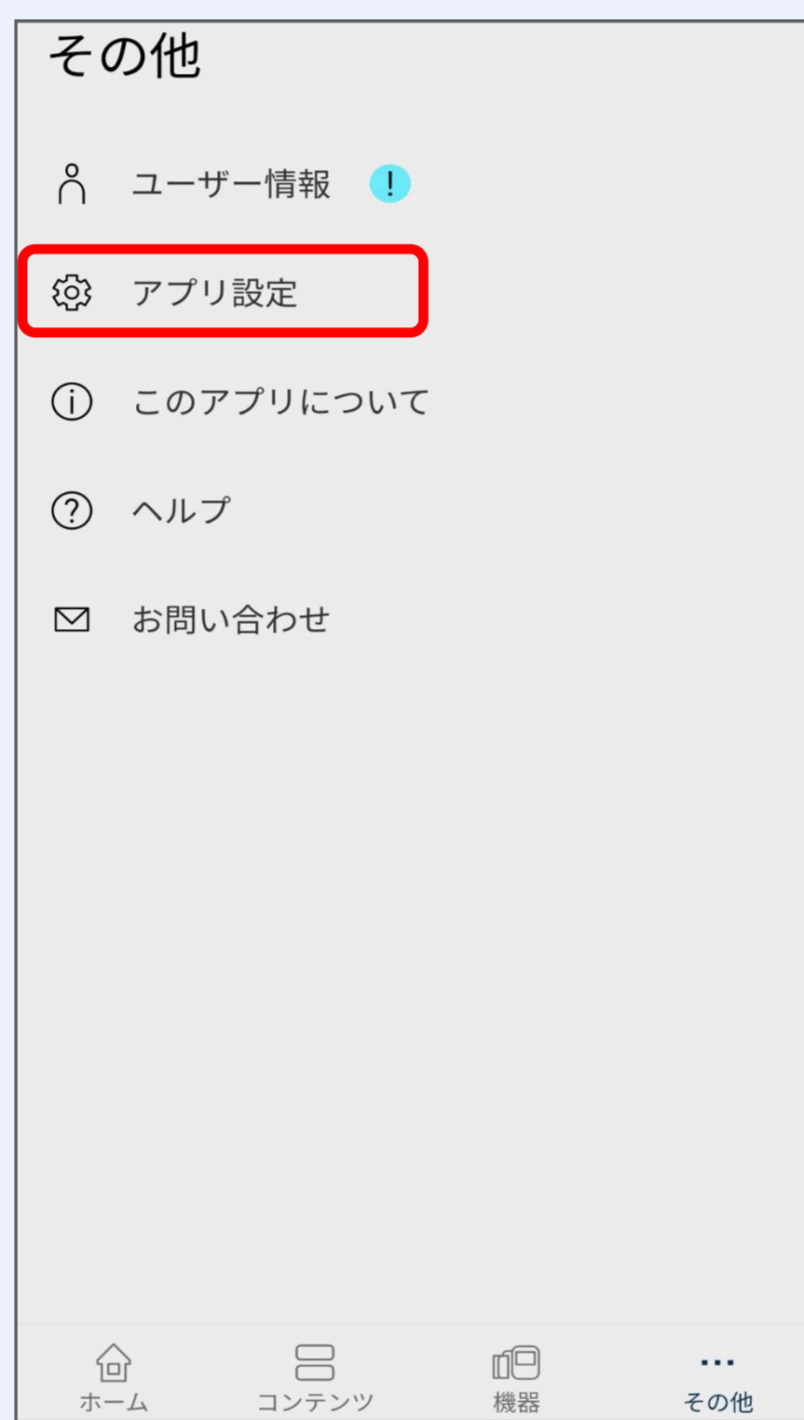 その他
ユーザー情報 !
アプリ設定
このアプリについて
ヘルプ
お問い合わせ
ホーム コンテンツ 機器 その他